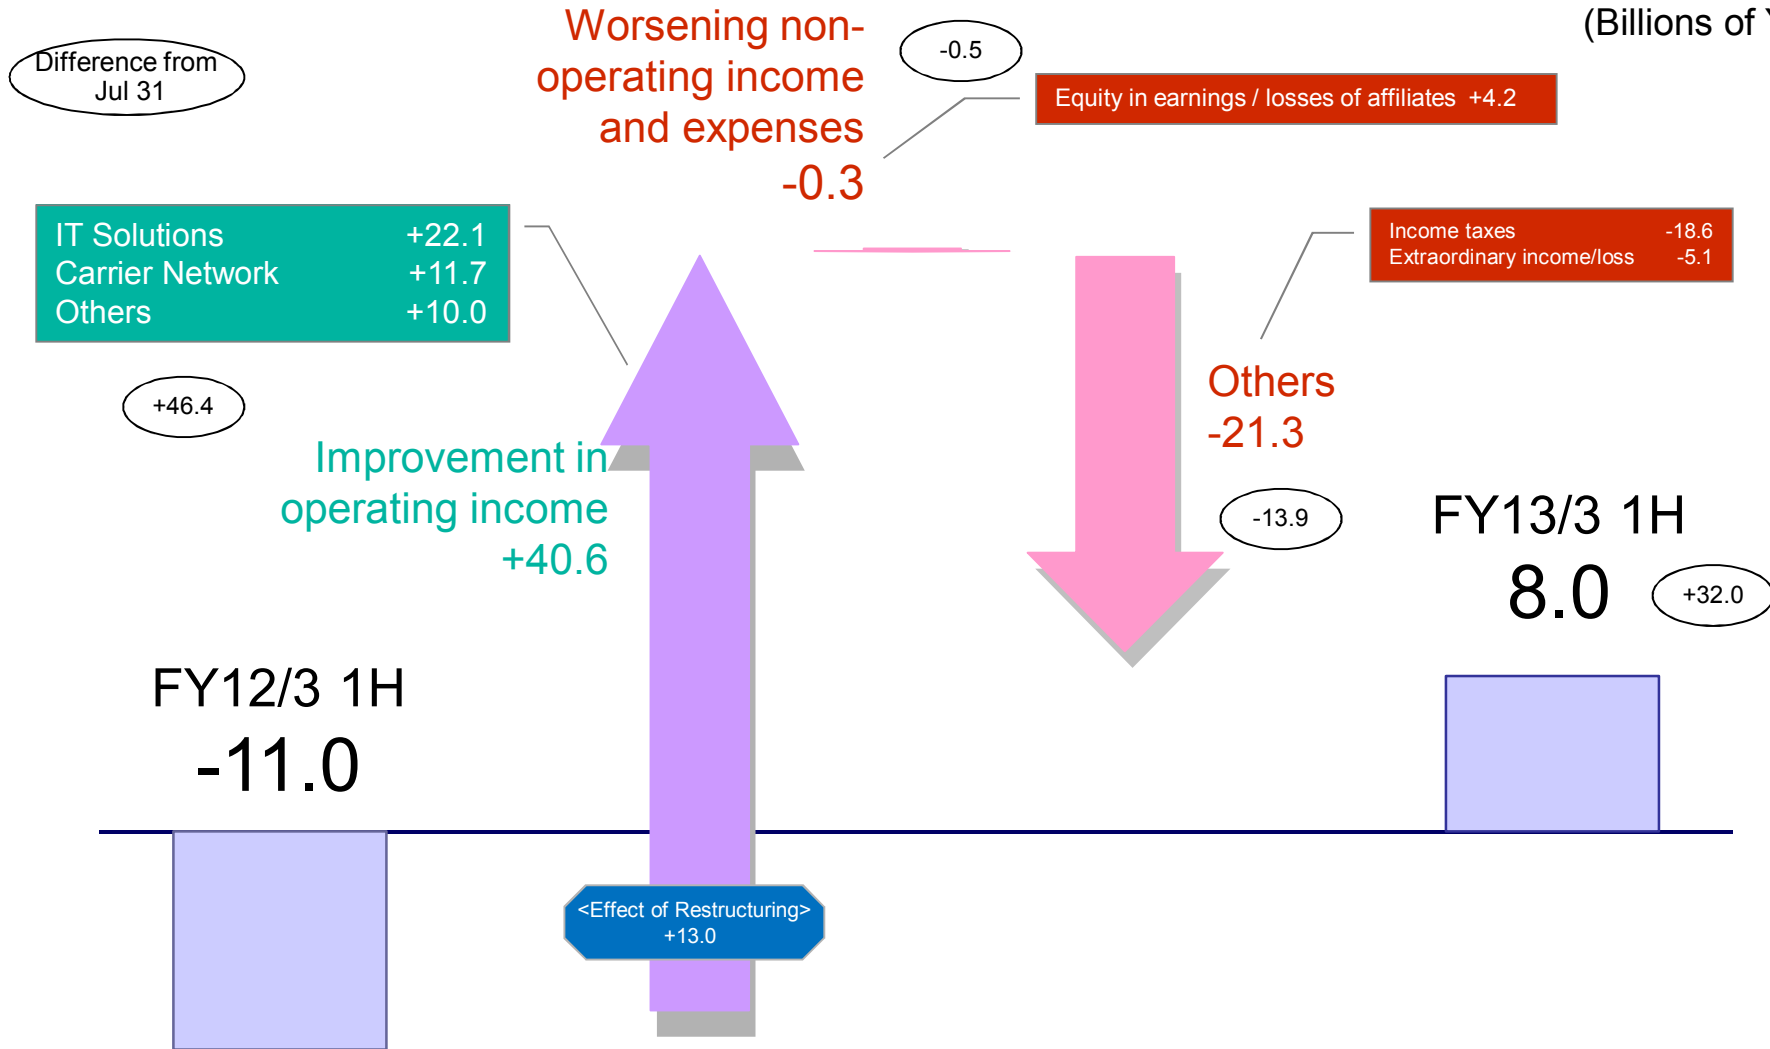 Difference from
Jul 31
Worsening non-
operating income
and expenses
-0.3
-0.5
(Billions of
Equity in earnings / losses of affiliates +4.2
IT Solutions +22.1
Carrier Network +11.7
Others +10.0
Income taxes -18.6
Extraordinary income/loss -5.1
+46.4
Improvement in
operating income
+40.6
Others
-21.3
-13.9
FY13/3 1H
8.0
+32.0
FY12/3 1H
-11.0
<Effect of Restructuring>
+13.0